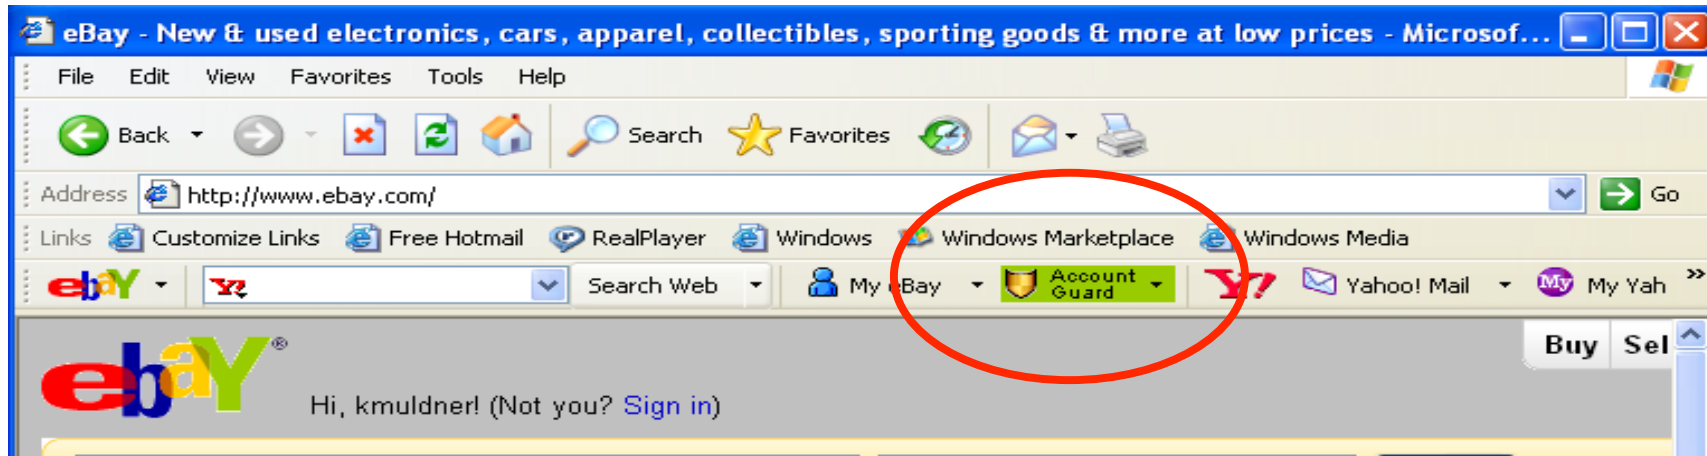 eBay - New & used electronics, cars, apparel, collectibles, sporting goods & more at low prices - Microsof...
File Edit View Favorites Tools Help
Back Search Favorites
Address http://www.ebay.com/ Go
Links Customize Links Free Hotmail RealPlayer Windows Windows Marketplace Windows Media
ebaY Y! Search Web My eBay Account Guard Y! Yahoo! Mail My My Yah »
ebaY® Buy Sel
Hi, kmuldner! (Not you? Sign in)